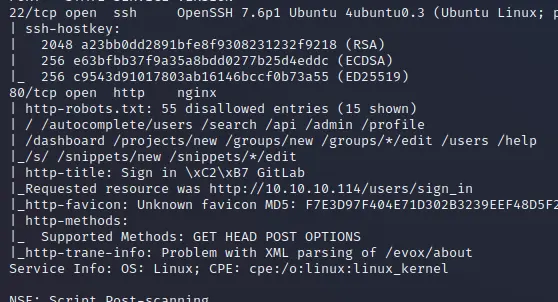 22/tcp open  ssh     OpenSSH 7.6p1 Ubuntu 4ubuntu0.3 (Ubuntu Linux;
| ssh-hostkey:
|   2048 a23bb0dd2891bfe8f9308231232f9218 (RSA)
|   256 e63bfbb37f9a35a8bdd0277b25d4eddc (ECDSA)
|_  256 c9543d91017803ab16146bccf0b73a55 (ED25519)
80/tcp open  http    nginx
| http-robots.txt: 55 disallowed entries (15 shown)
| / /autocomplete/users /search /api /admin /profile
| /dashboard /projects/new /groups/new /groups/*/edit /users /help
|_/s/ /snippets/new /snippets/*/edit
| http-title: Sign in \xC2\xB7 GitLab
|_Requested resource was http://10.10.10.114/users/sign_in
|_http-favicon: Unknown favicon MD5: F7E3D97F404E71D302B3239EEF48D5F2
| http-methods:
|_  Supported Methods: GET HEAD POST OPTIONS
|_http-trane-info: Problem with XML parsing of /evox/about
Service Info: OS: Linux; CPE: cpe:/o:linux:linux_kernel
NSE: Script Post-scanning.